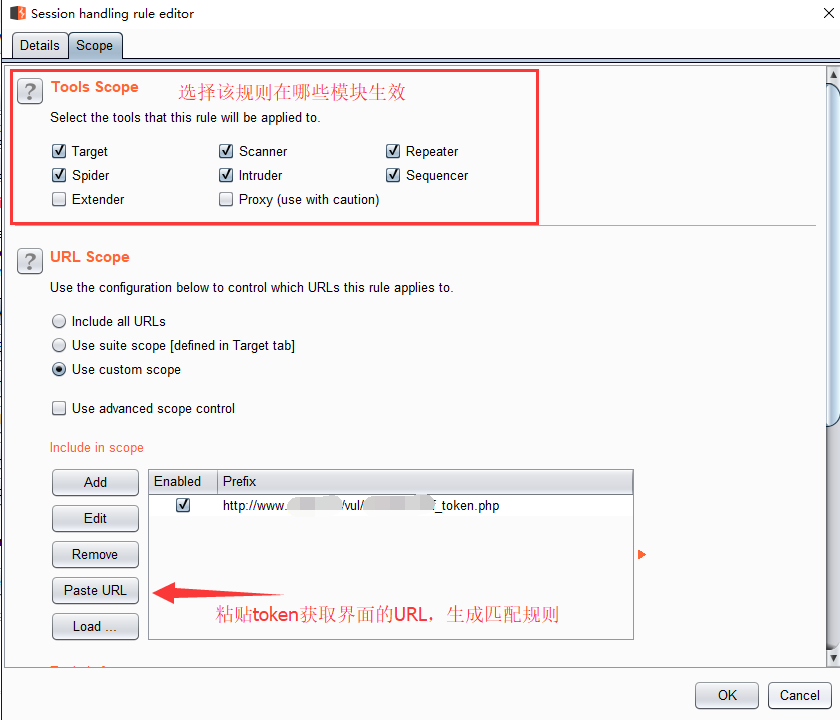 Session handling rule editor
Details Scope
Tools Scope 选择该规则在哪些模块生效
Select the tools that this rule will be applied to.
Target Scanner Repeater
Spider Intruder Sequencer
Extender Proxy (use with caution)
URL Scope
Use the configuration below to control which URLs this rule applies to.
Include all URLs
Use suite scope [defined in Target tab]
Use custom scope
Use advanced scope control
Include in scope
Add Enabled Prefix
http://www. /vul/ _token.php
Edit
Remove
Paste URL
粘贴token获取界面的URL，生成匹配规则
Load ...
OK Cancel